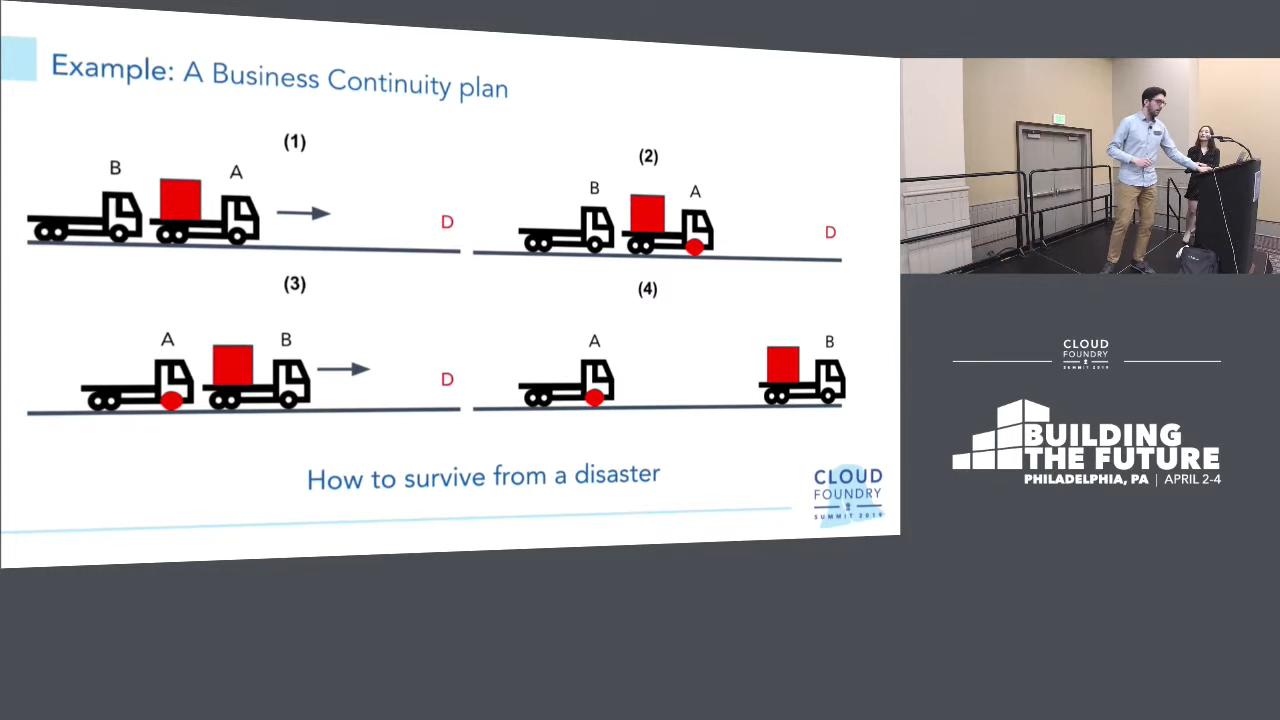 Example: A Business Continuity plan
(1)
B
A
D
(2)
B
A
D
(3)
A
B
D
(4)
A
B
How to survive from a disaster
CLOUD
FOUNDRY
SUMMIT 2019
CLOUD
FOUNDRY
SUMMIT 2019
BUILDING
THE FUTURE
PHILADELPHIA, PA | APRIL 2-4